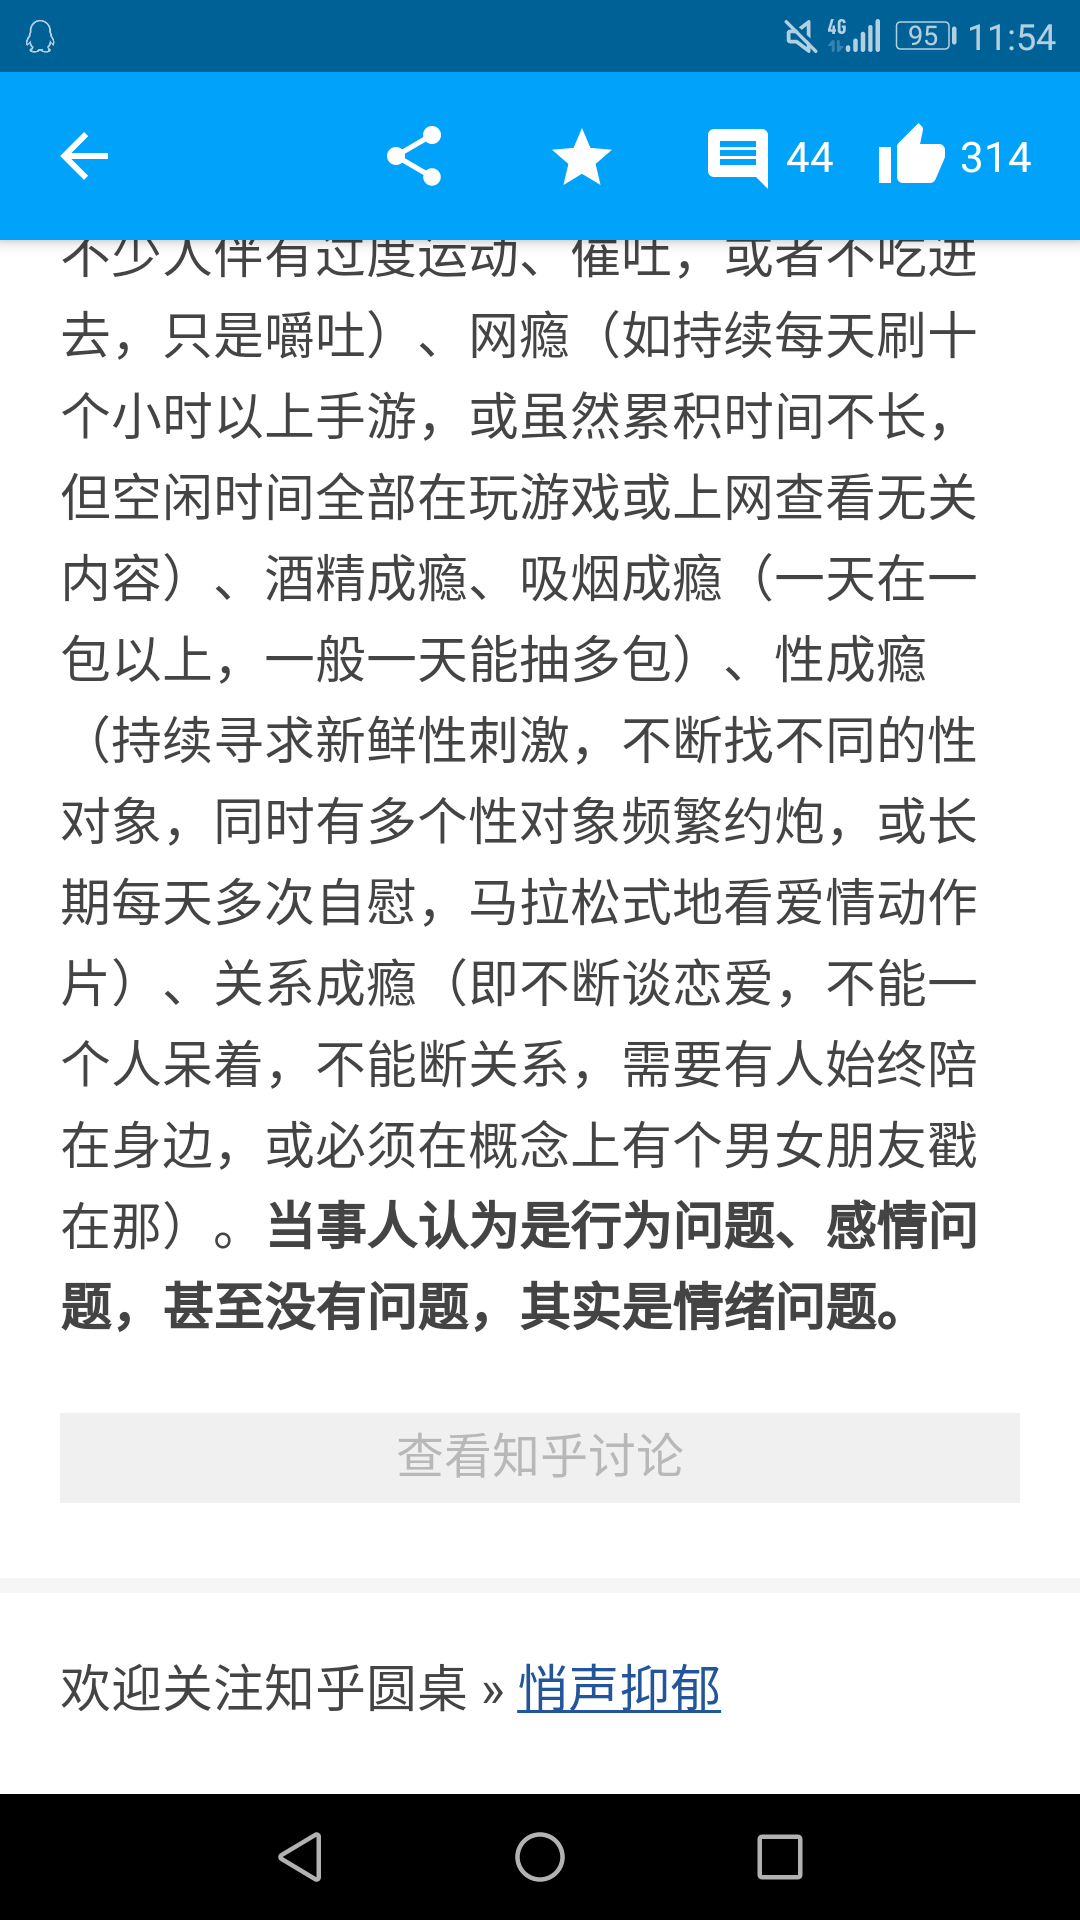 4G 95 11:54
44 314
不少人伴有过度运动、催吐，或者不吃进
去，只是嚼吐）、网瘾（如持续每天刷十
个小时以上手游，或虽然累积时间不长，
但空闲时间全部在玩游戏或上网查看无关
内容）、酒精成瘾、吸烟成瘾（一天在一
包以上，一般一天能抽多包）、性成瘾
（持续寻求新鲜性刺激，不断找不同的性
对象，同时有多个性对象频繁约炮，或长
期每天多次自慰，马拉松式地看爱情动作
片）、关系成瘾（即不断谈恋爱，不能一
个人呆着，不能断关系，需要有人始终陪
在身边，或必须在概念上有个男女朋友戳
在那）。当事人认为是行为问题、感情问
题，甚至没有问题，其实是情绪问题。
查看知乎讨论
欢迎关注知乎圆桌 » 悄声抑郁